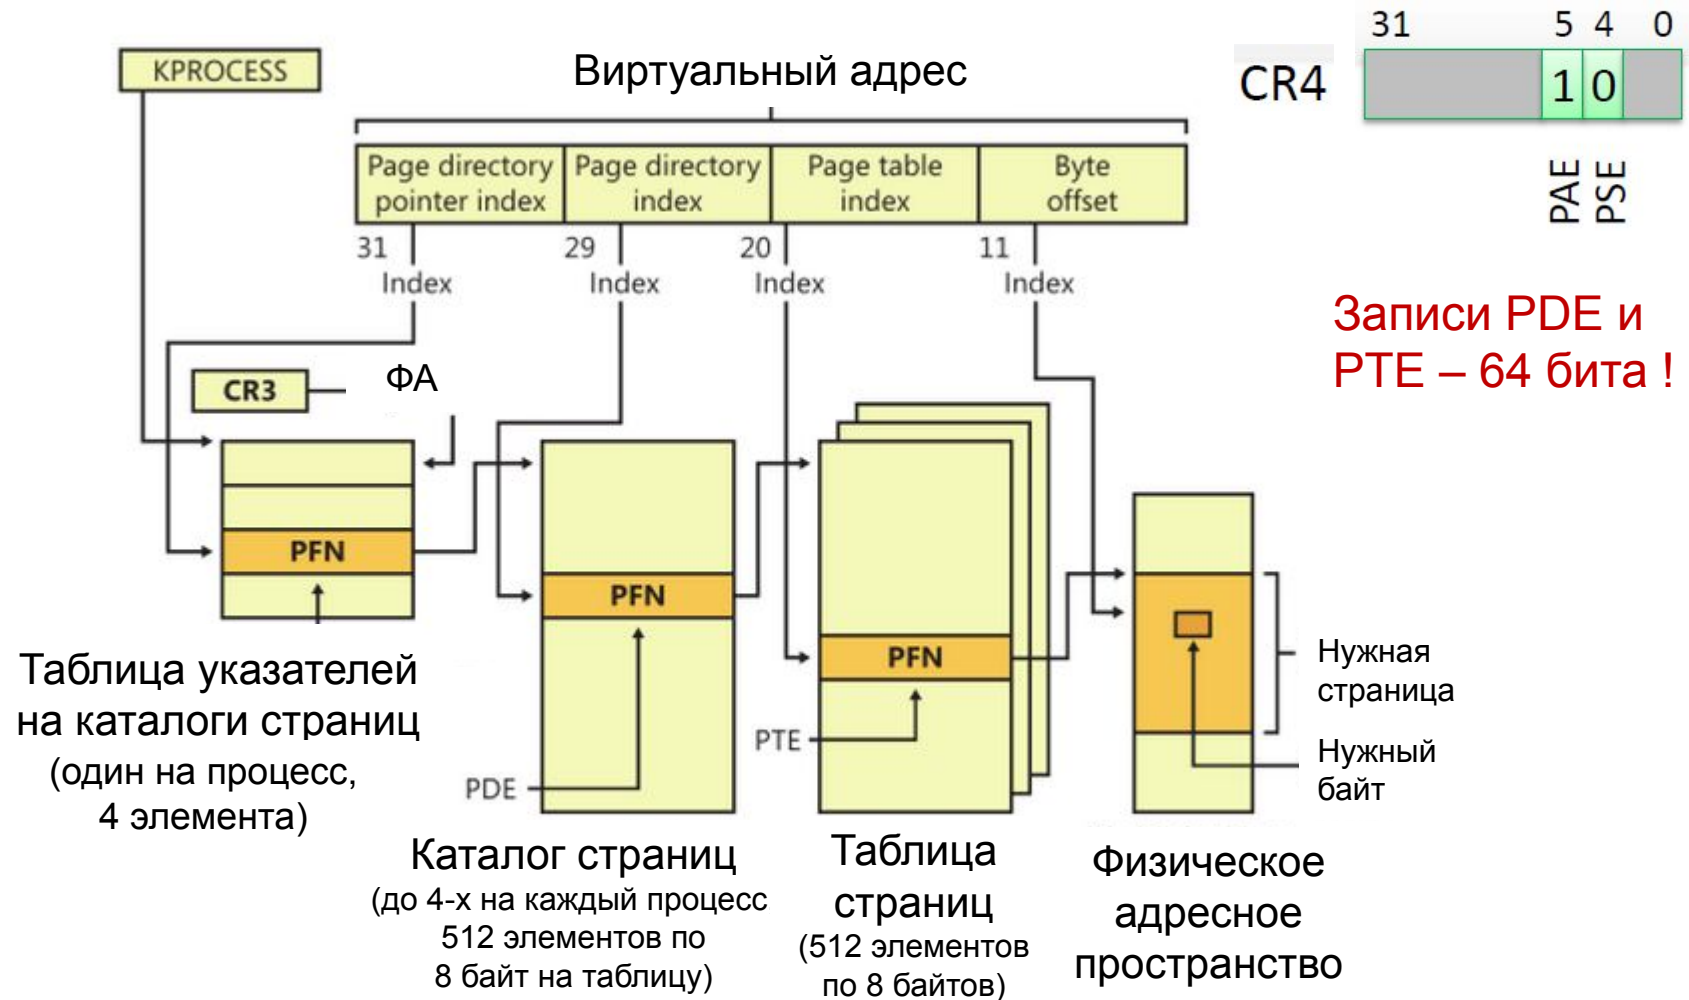 KPROCESS
Виртуальный адрес
31 5 4 0
CR4 1 0
PAE
PSE
Page directory
pointer index
Page directory
index
Page table
index
Byte
offset
31 29 20 11
Index Index Index Index
Записи PDE и
PTE – 64 бита !
CR3
ФА
PFN
PFN
PFN
Таблица указателей
на каталоги страниц
(один на процесс,
4 элемента)
PDE
PTE
Нужная
страница
Нужный
байт
Каталог страниц
(до 4-х на каждый процесс
512 элементов по
8 байт на таблицу)
Таблица
страниц
(512 элементов
по 8 байтов)
Физическое
адресное
пространство